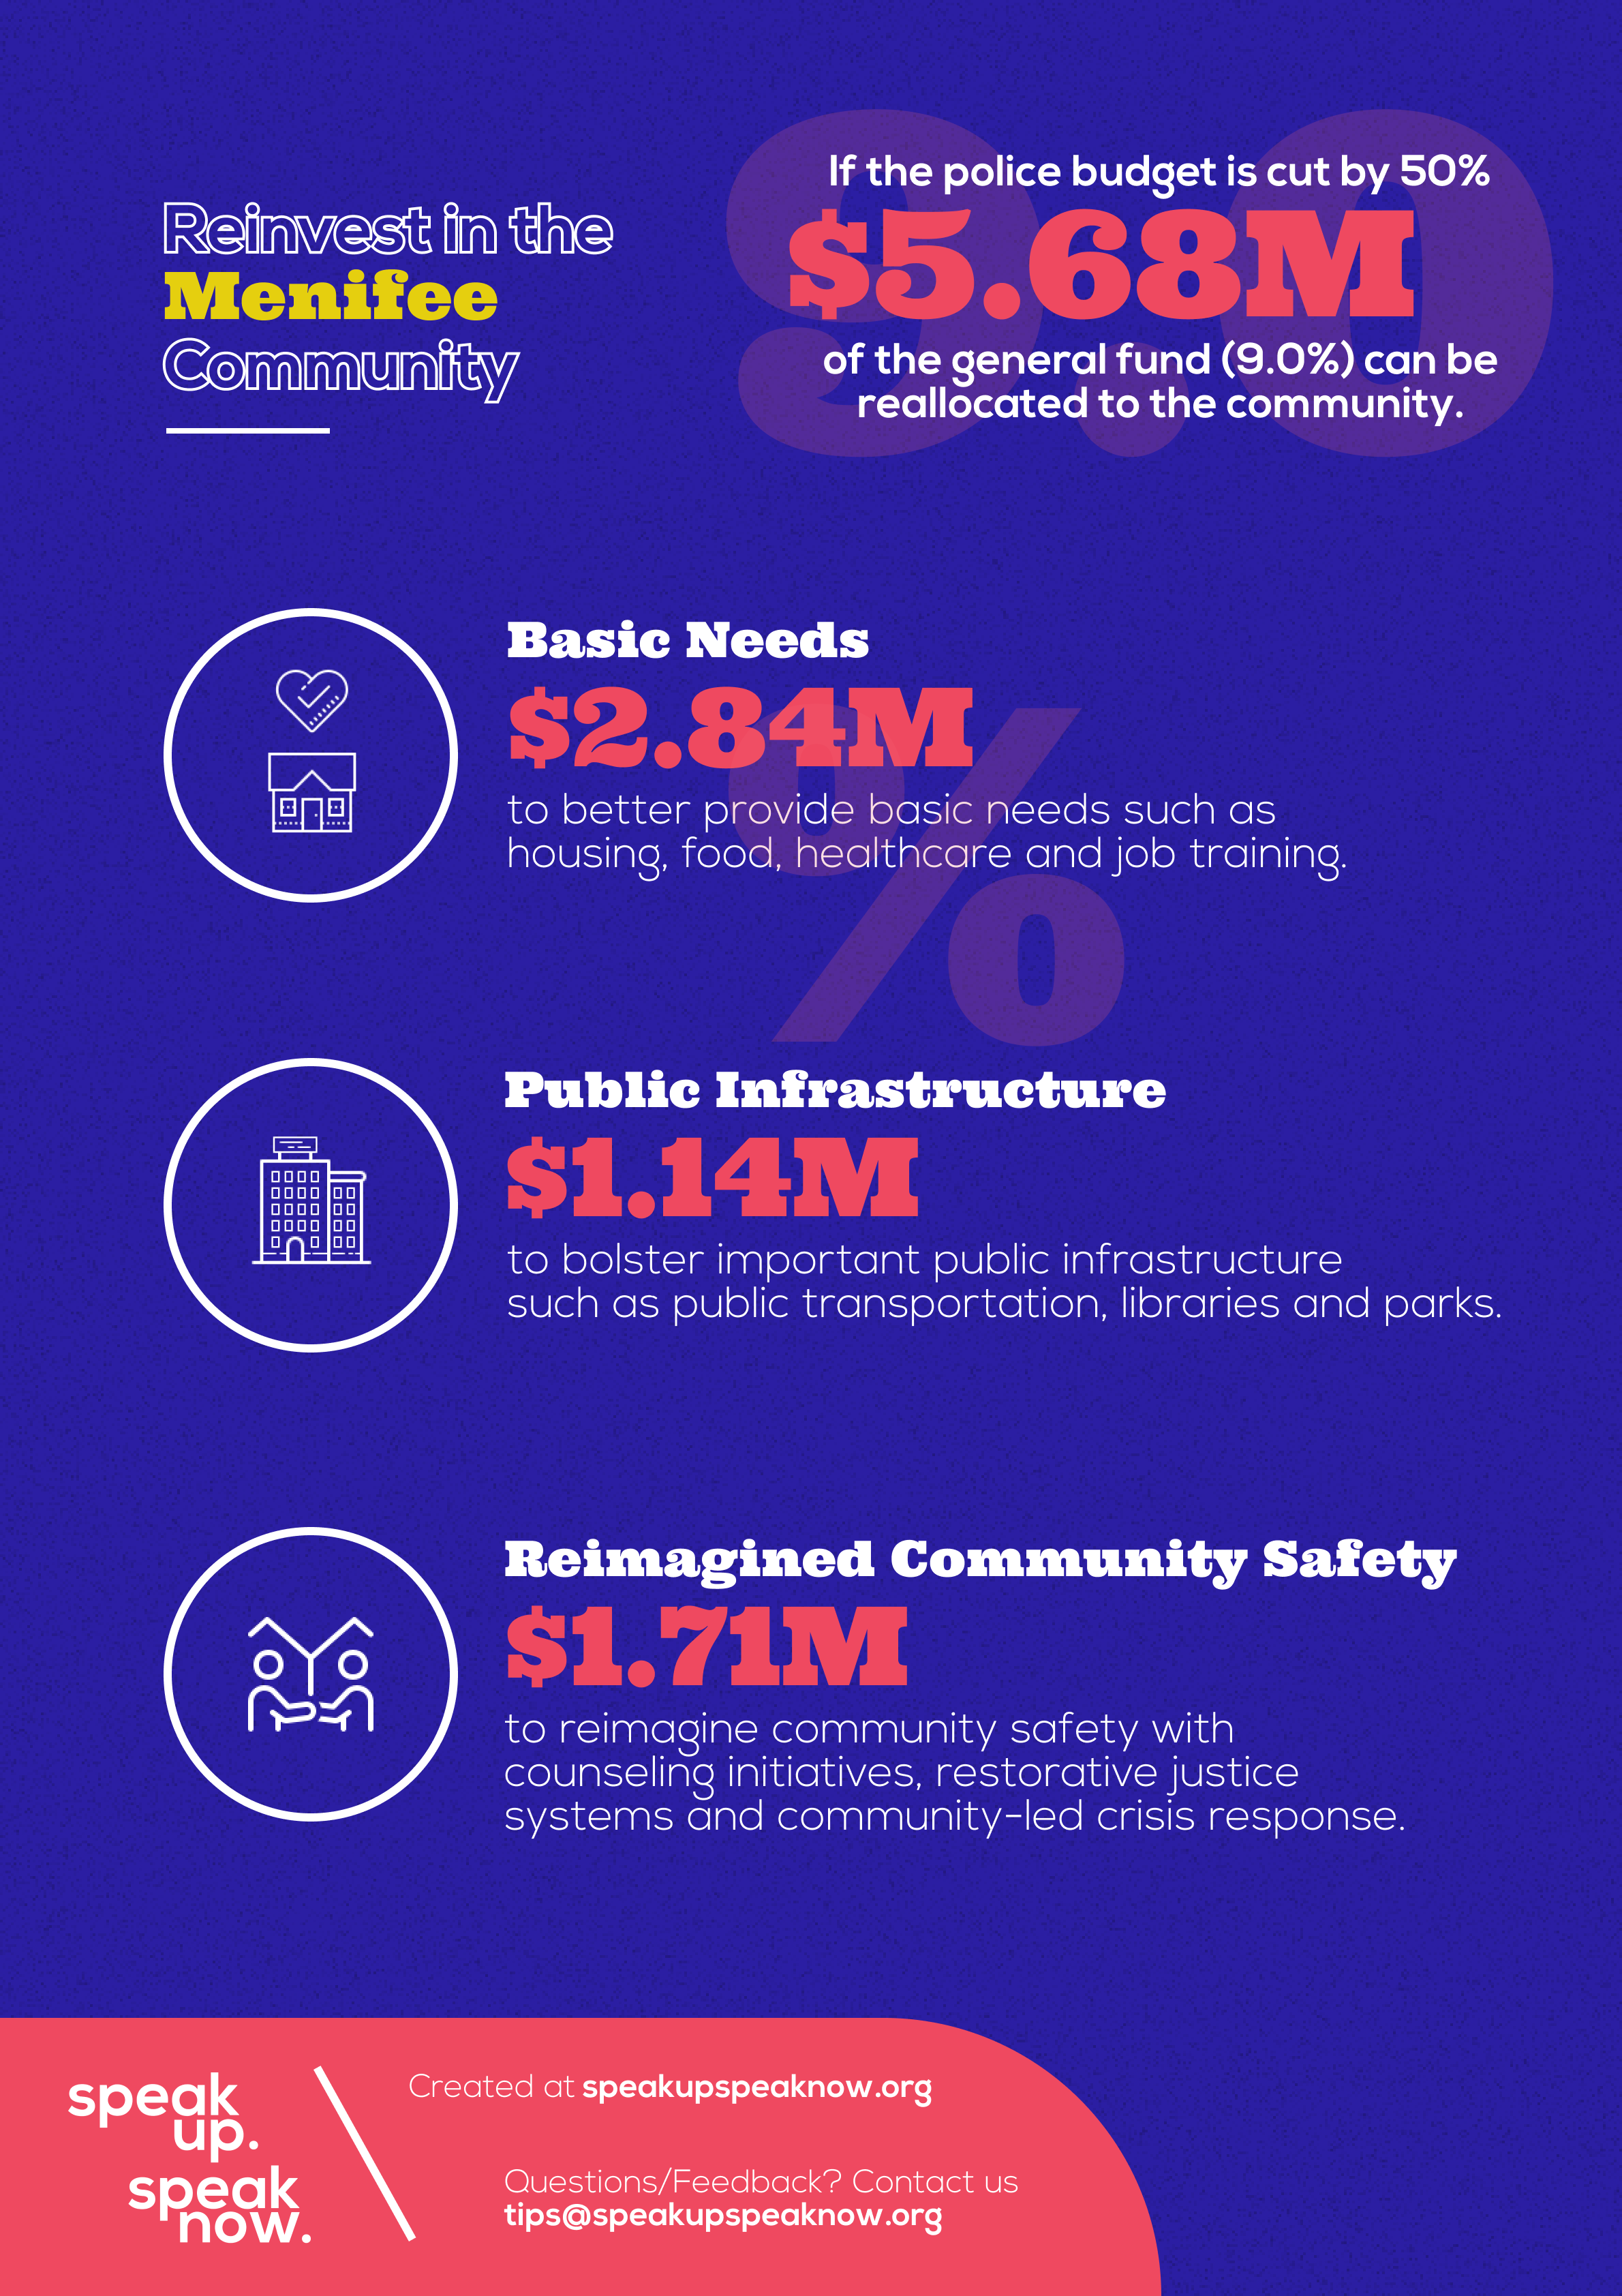 Reinvest in the
Menifee
Community
If the police budget is cut by 50%
$5.68M
of the general fund (9.0%) can be
reallocated to the community.
9.0
%
Basic Needs
$2.84M
to better provide basic needs such as
housing, food, healthcare and job training.
Public Infrastructure
$1.14M
to bolster important public infrastructure
such as public transportation, libraries and parks.
Reimagined Community Safety
$1.71M
to reimagine community safety with
counseling initiatives, restorative justice
systems and community-led crisis response.
speak
up.
speak
now.
Created at speakupspeaknow.org
Questions/Feedback? Contact us
tips@speakupspeaknow.org